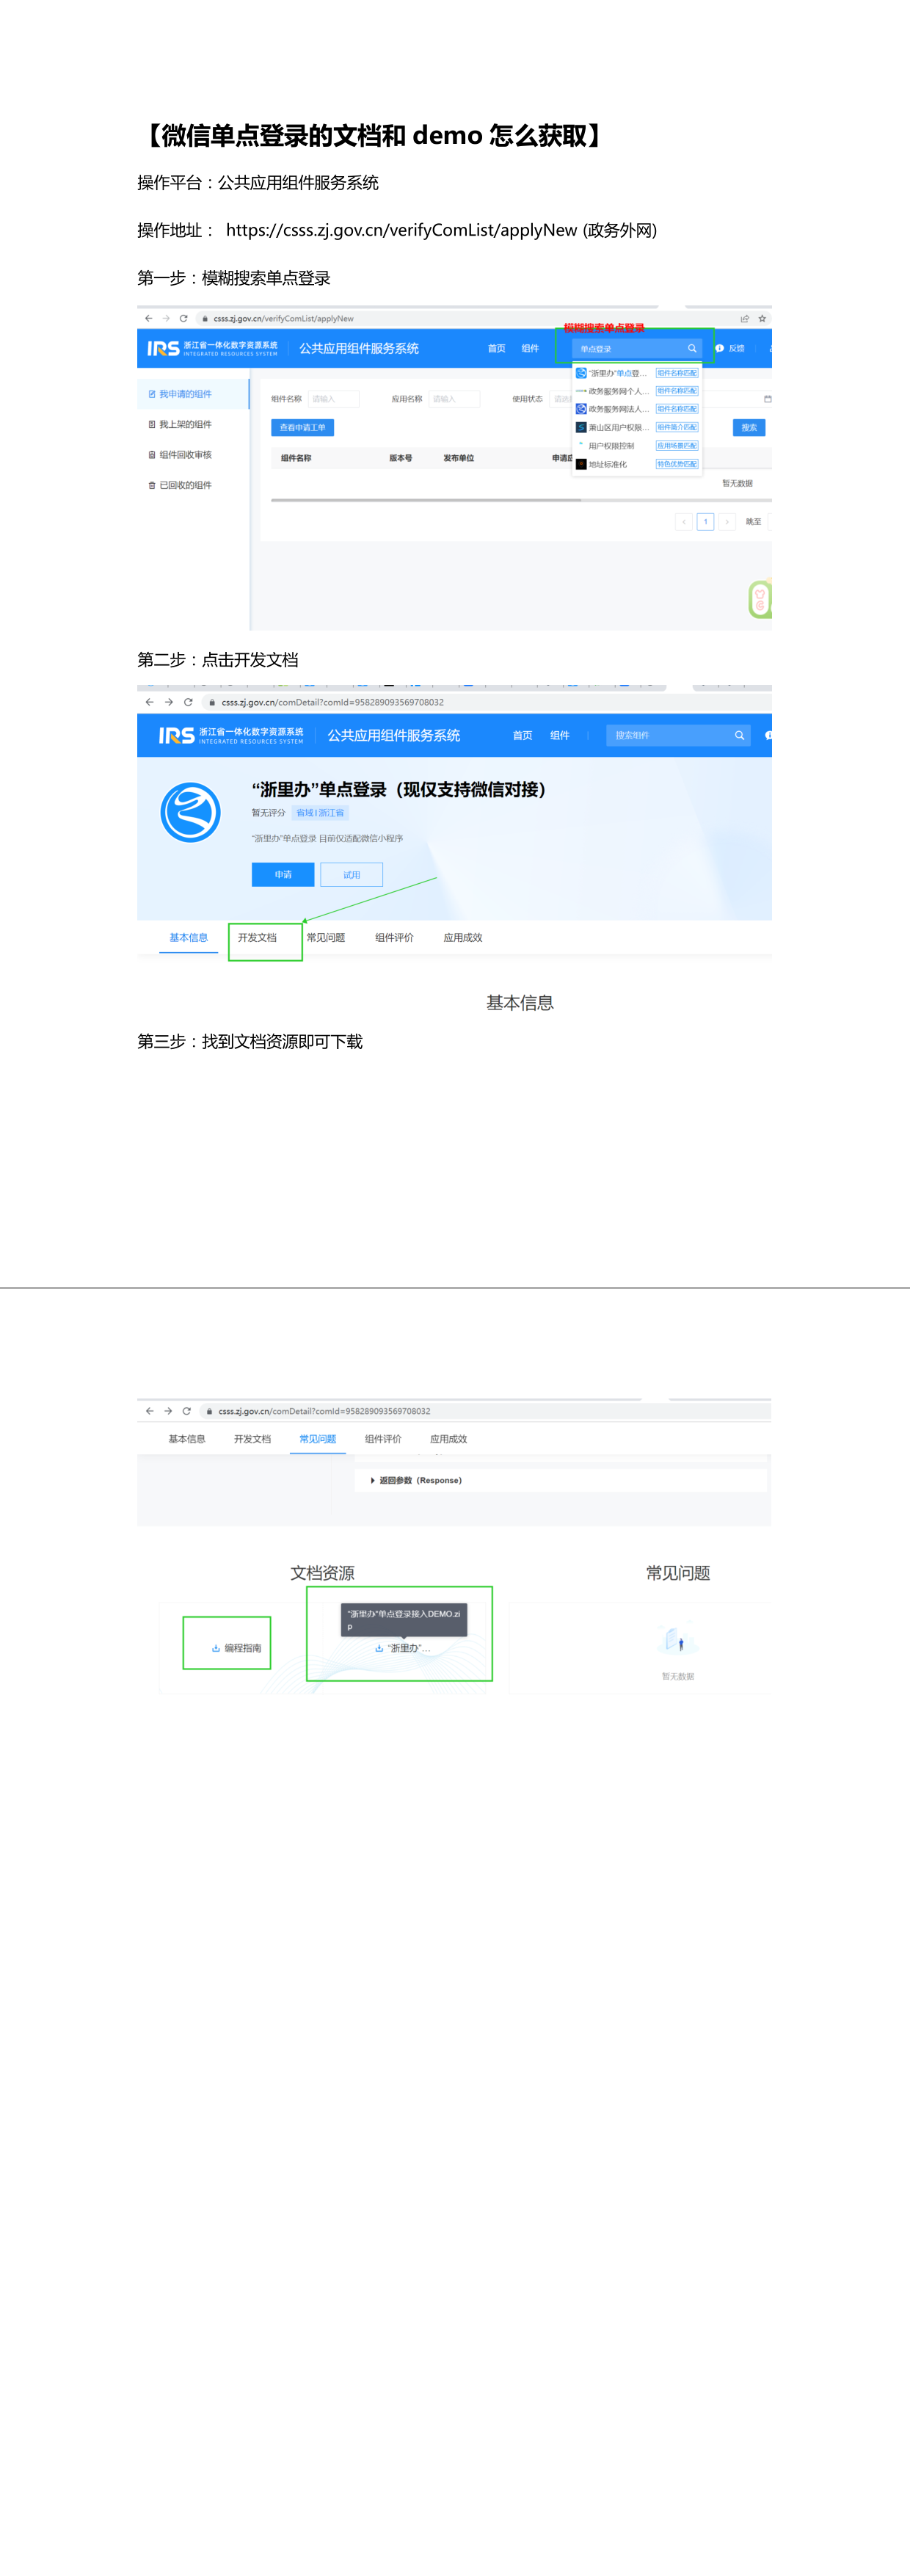 【微信单点登录的文档和 demo 怎么获取】
操作平台：公共应用组件服务系统
操作地址： https://csss.zj.gov.cn/verifyComList/applyNew (政务外网)
第一步：模糊搜索单点登录
csss.zj.gov.cn/verifyComList/applyNew
模糊搜索单点登录
IRS 浙江省一体化数字资源系统 INTEGRATED RESOURCES SYSTEM 公共应用组件服务系统 首页 组件 单点登录 反馈
我申请的组件
我上架的组件
组件回收审核
已回收的组件
组件名称 请输入 应用名称 请输入 使用状态
查看申请工单 搜索
组件名称 版本号 发布单位
“浙里办”单点登... 组件名称匹配
政务服务网个人... 组件名称匹配
政务服务网法人... 组件名称匹配
萧山区用户权限... 组件简介匹配
用户权限控制 应用场景匹配
地址标准化 特色优势匹配
暂无数据
< 1 > 跳至
第二步：点击开发文档
csss.zj.gov.cn/comDetail?comId=958289093569708032
IRS 浙江省一体化数字资源系统 INTEGRATED RESOURCES SYSTEM 公共应用组件服务系统 首页 组件 搜索组件
“浙里办”单点登录（现仅支持微信对接）
暂无评分 省域 | 浙江省
“浙里办”单点登录 目前仅适配微信小程序
申请 试用
基本信息 开发文档 常见问题 组件评价 应用成效
基本信息
第三步：找到文档资源即可下载
csss.zj.gov.cn/comDetail?comId=958289093569708032
基本信息 开发文档 常见问题 组件评价 应用成效
返回参数（Response）
文档资源 常见问题
“浙里办”单点登录接入DEMO.zi
p
编程指南 “浙里办”...
暂无数据